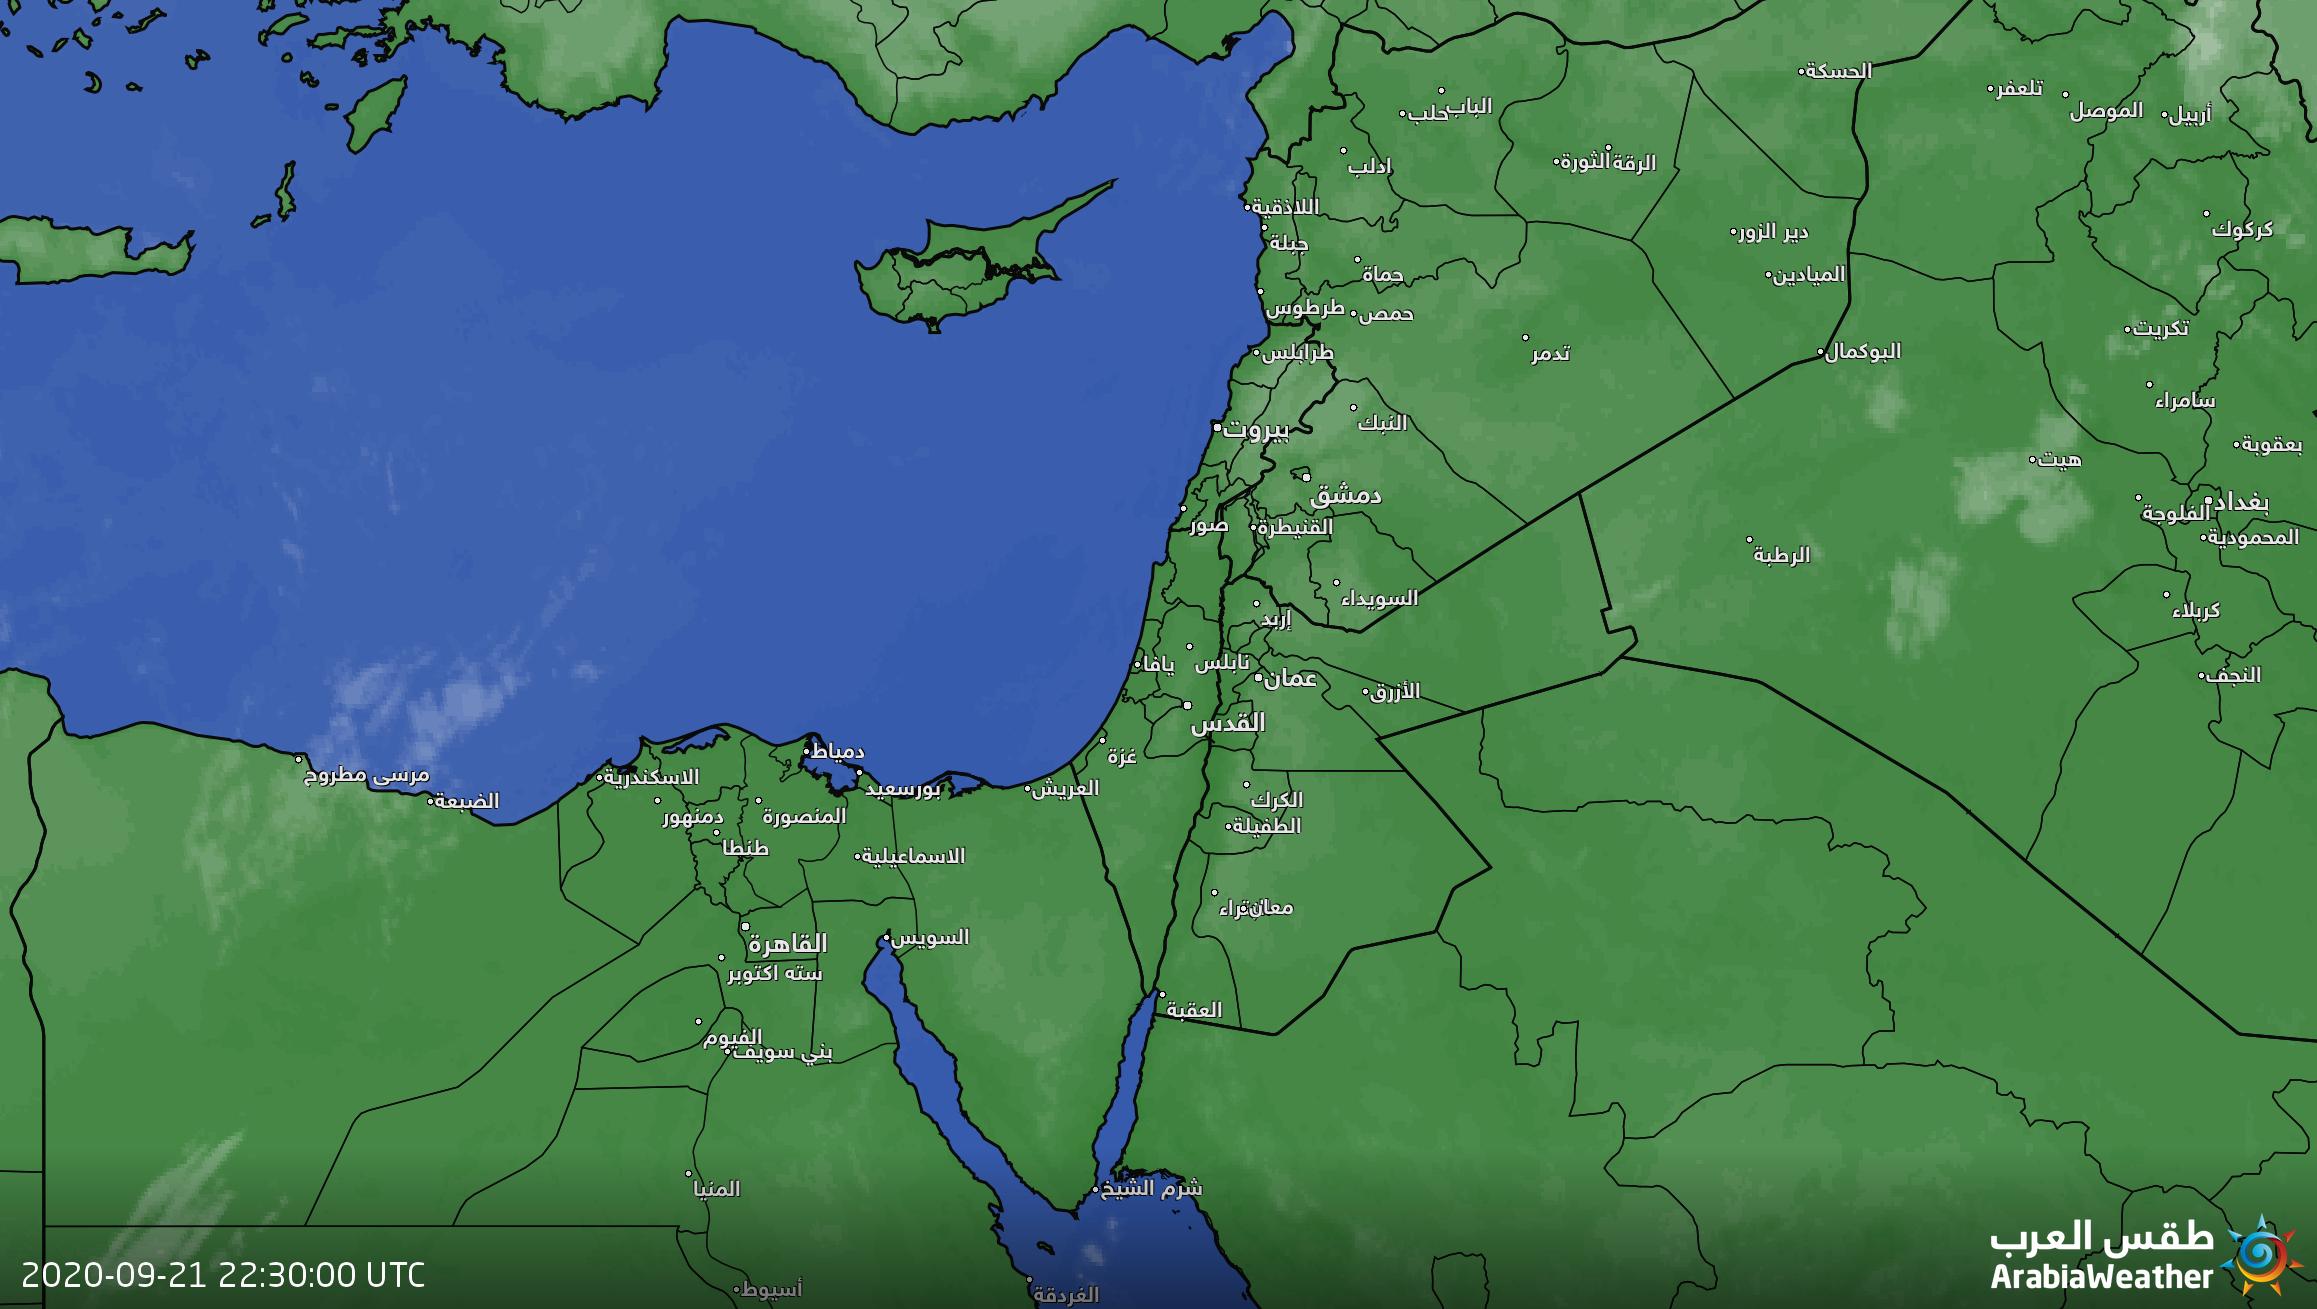 الحسكة
تلعفر
الموصل
أربيل
الباب
حلب
ادلب
الرقة
الثورة
اللاذقية
جبلة
دير الزور
كركوك
حماة
الميادين
طرطوس
حمص
تكريت
طرابلس
تدمر
البوكمال
سامراء
النبك
بيروت
بعقوبة
هيت
دمشق
بغداد
الفلوجة
صور
القنيطرة
المحمودية
الرطبة
السويداء
كربلاء
إربد
يافا
نابلس
عمان
النجف
الأزرق
القدس
دمياط
غزة
مرسى مطروح
الاسكندرية
بورسعيد
العريش
الضبعة
الكرك
دمنهور
المنصورة
الطفيلة
طنطا
الاسماعيلية
معان
القاهرة
السويس
سته اكتوبر
العقبة
الفيوم
بني سويف
المنيا
شرم الشيخ
طقس العرب
ArabiaWeather
2020-09-21 22:30:00 UTC
أسيوط
الغردقة